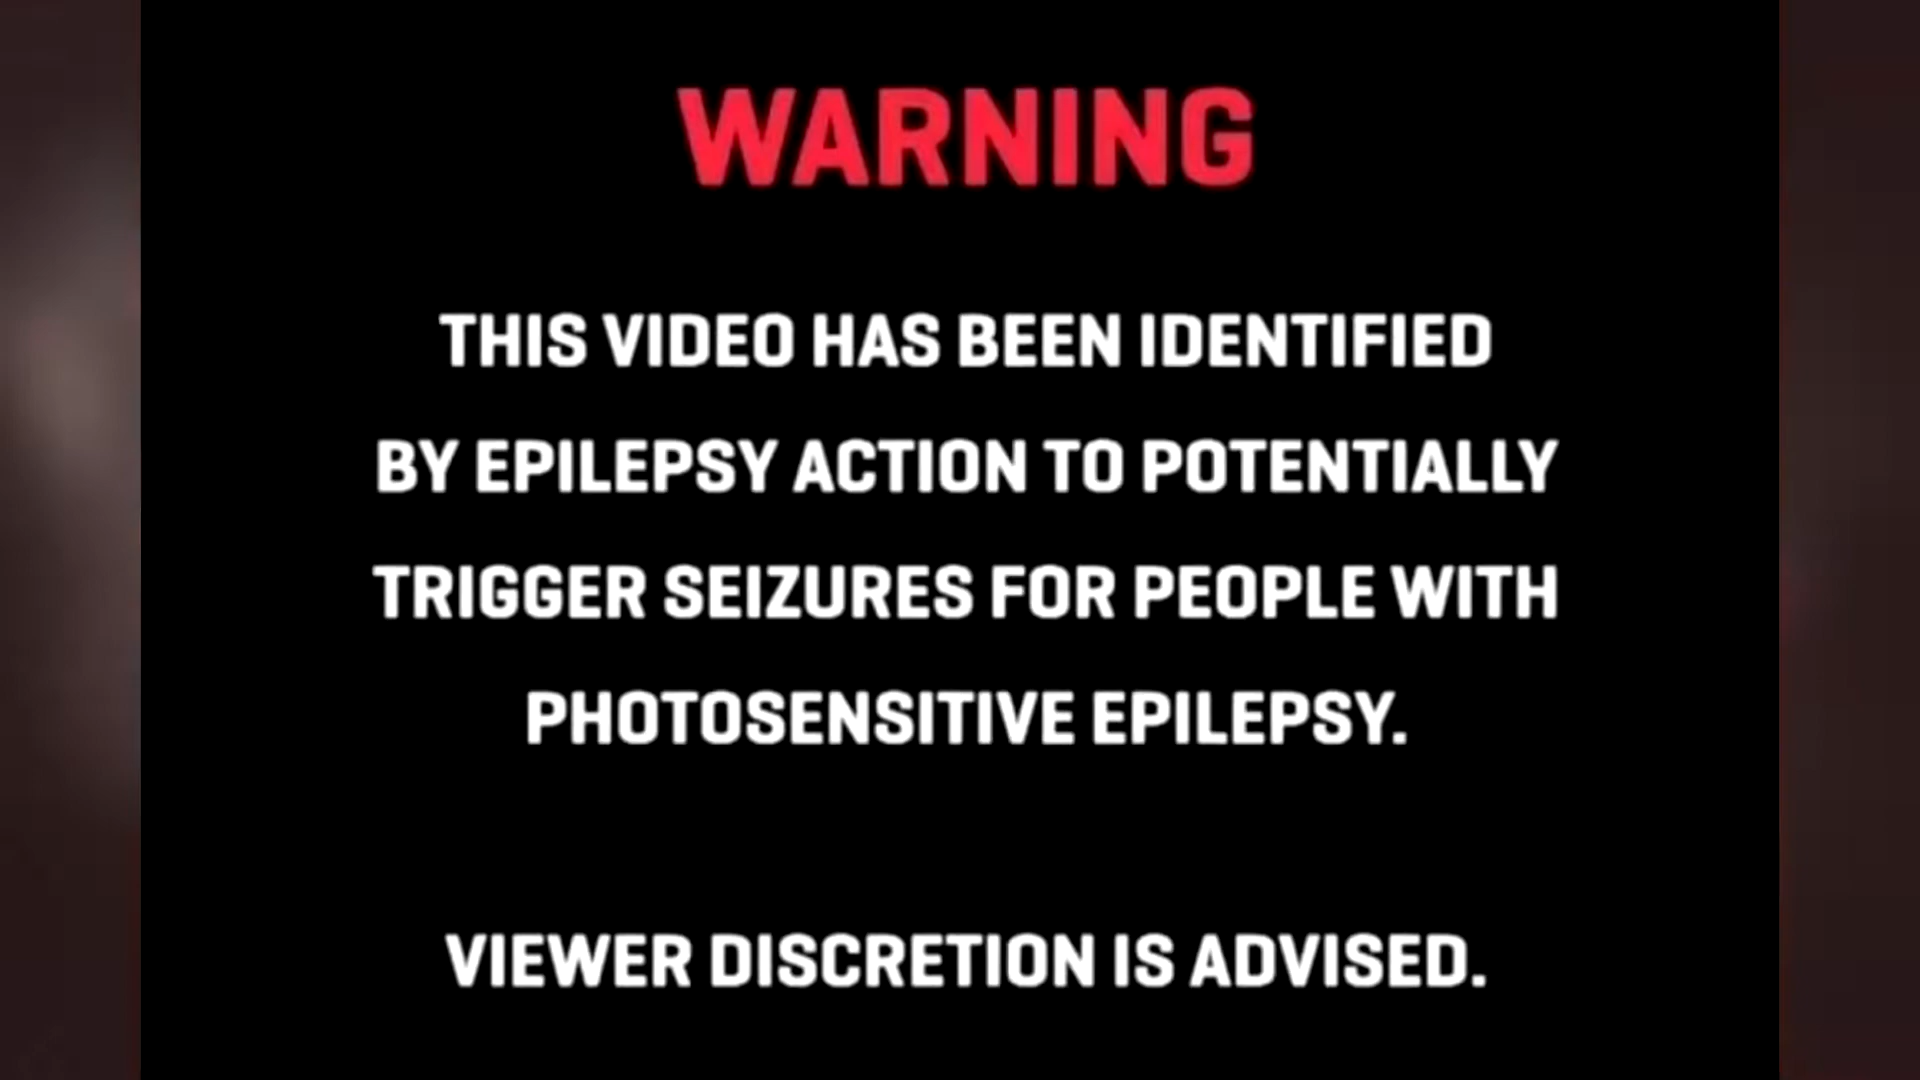 WARNING
THIS VIDEO HAS BEEN IDENTIFIED
BY EPILEPSY ACTION TO POTENTIALLY
TRIGGER SEIZURES FOR PEOPLE WITH
PHOTOSENSITIVE EPILEPSY.
VIEWER DISCRETION IS ADVISED.